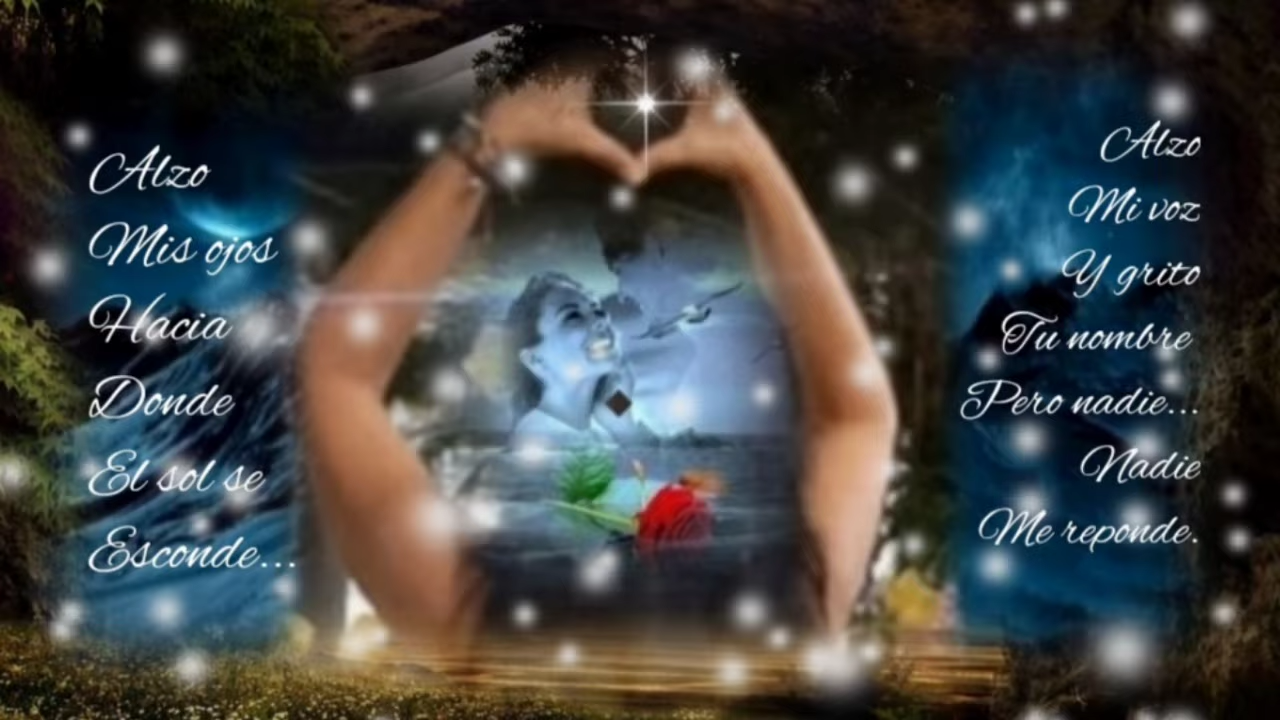 Alzo
Mis ojos
Hacia
Donde
El sol se
Esconde...
Alzo
Mi voz
Y grito
Tu nombre
Pero nadie...
Nadie
Me reponde.